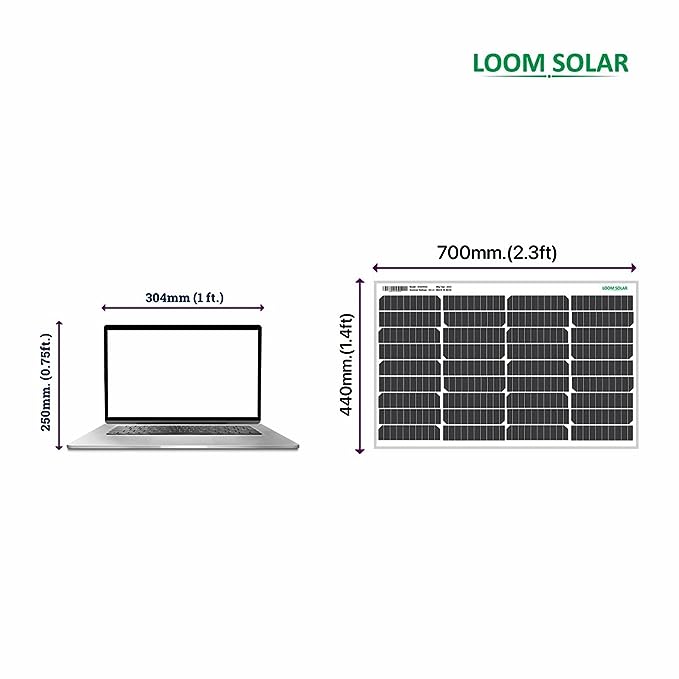 LOOM SOLAR
700mm.(2.3ft)
304mm (1 ft.)
250mm. (0.75ft.)
440mm.(1.4ft)
LOOM SOLAR